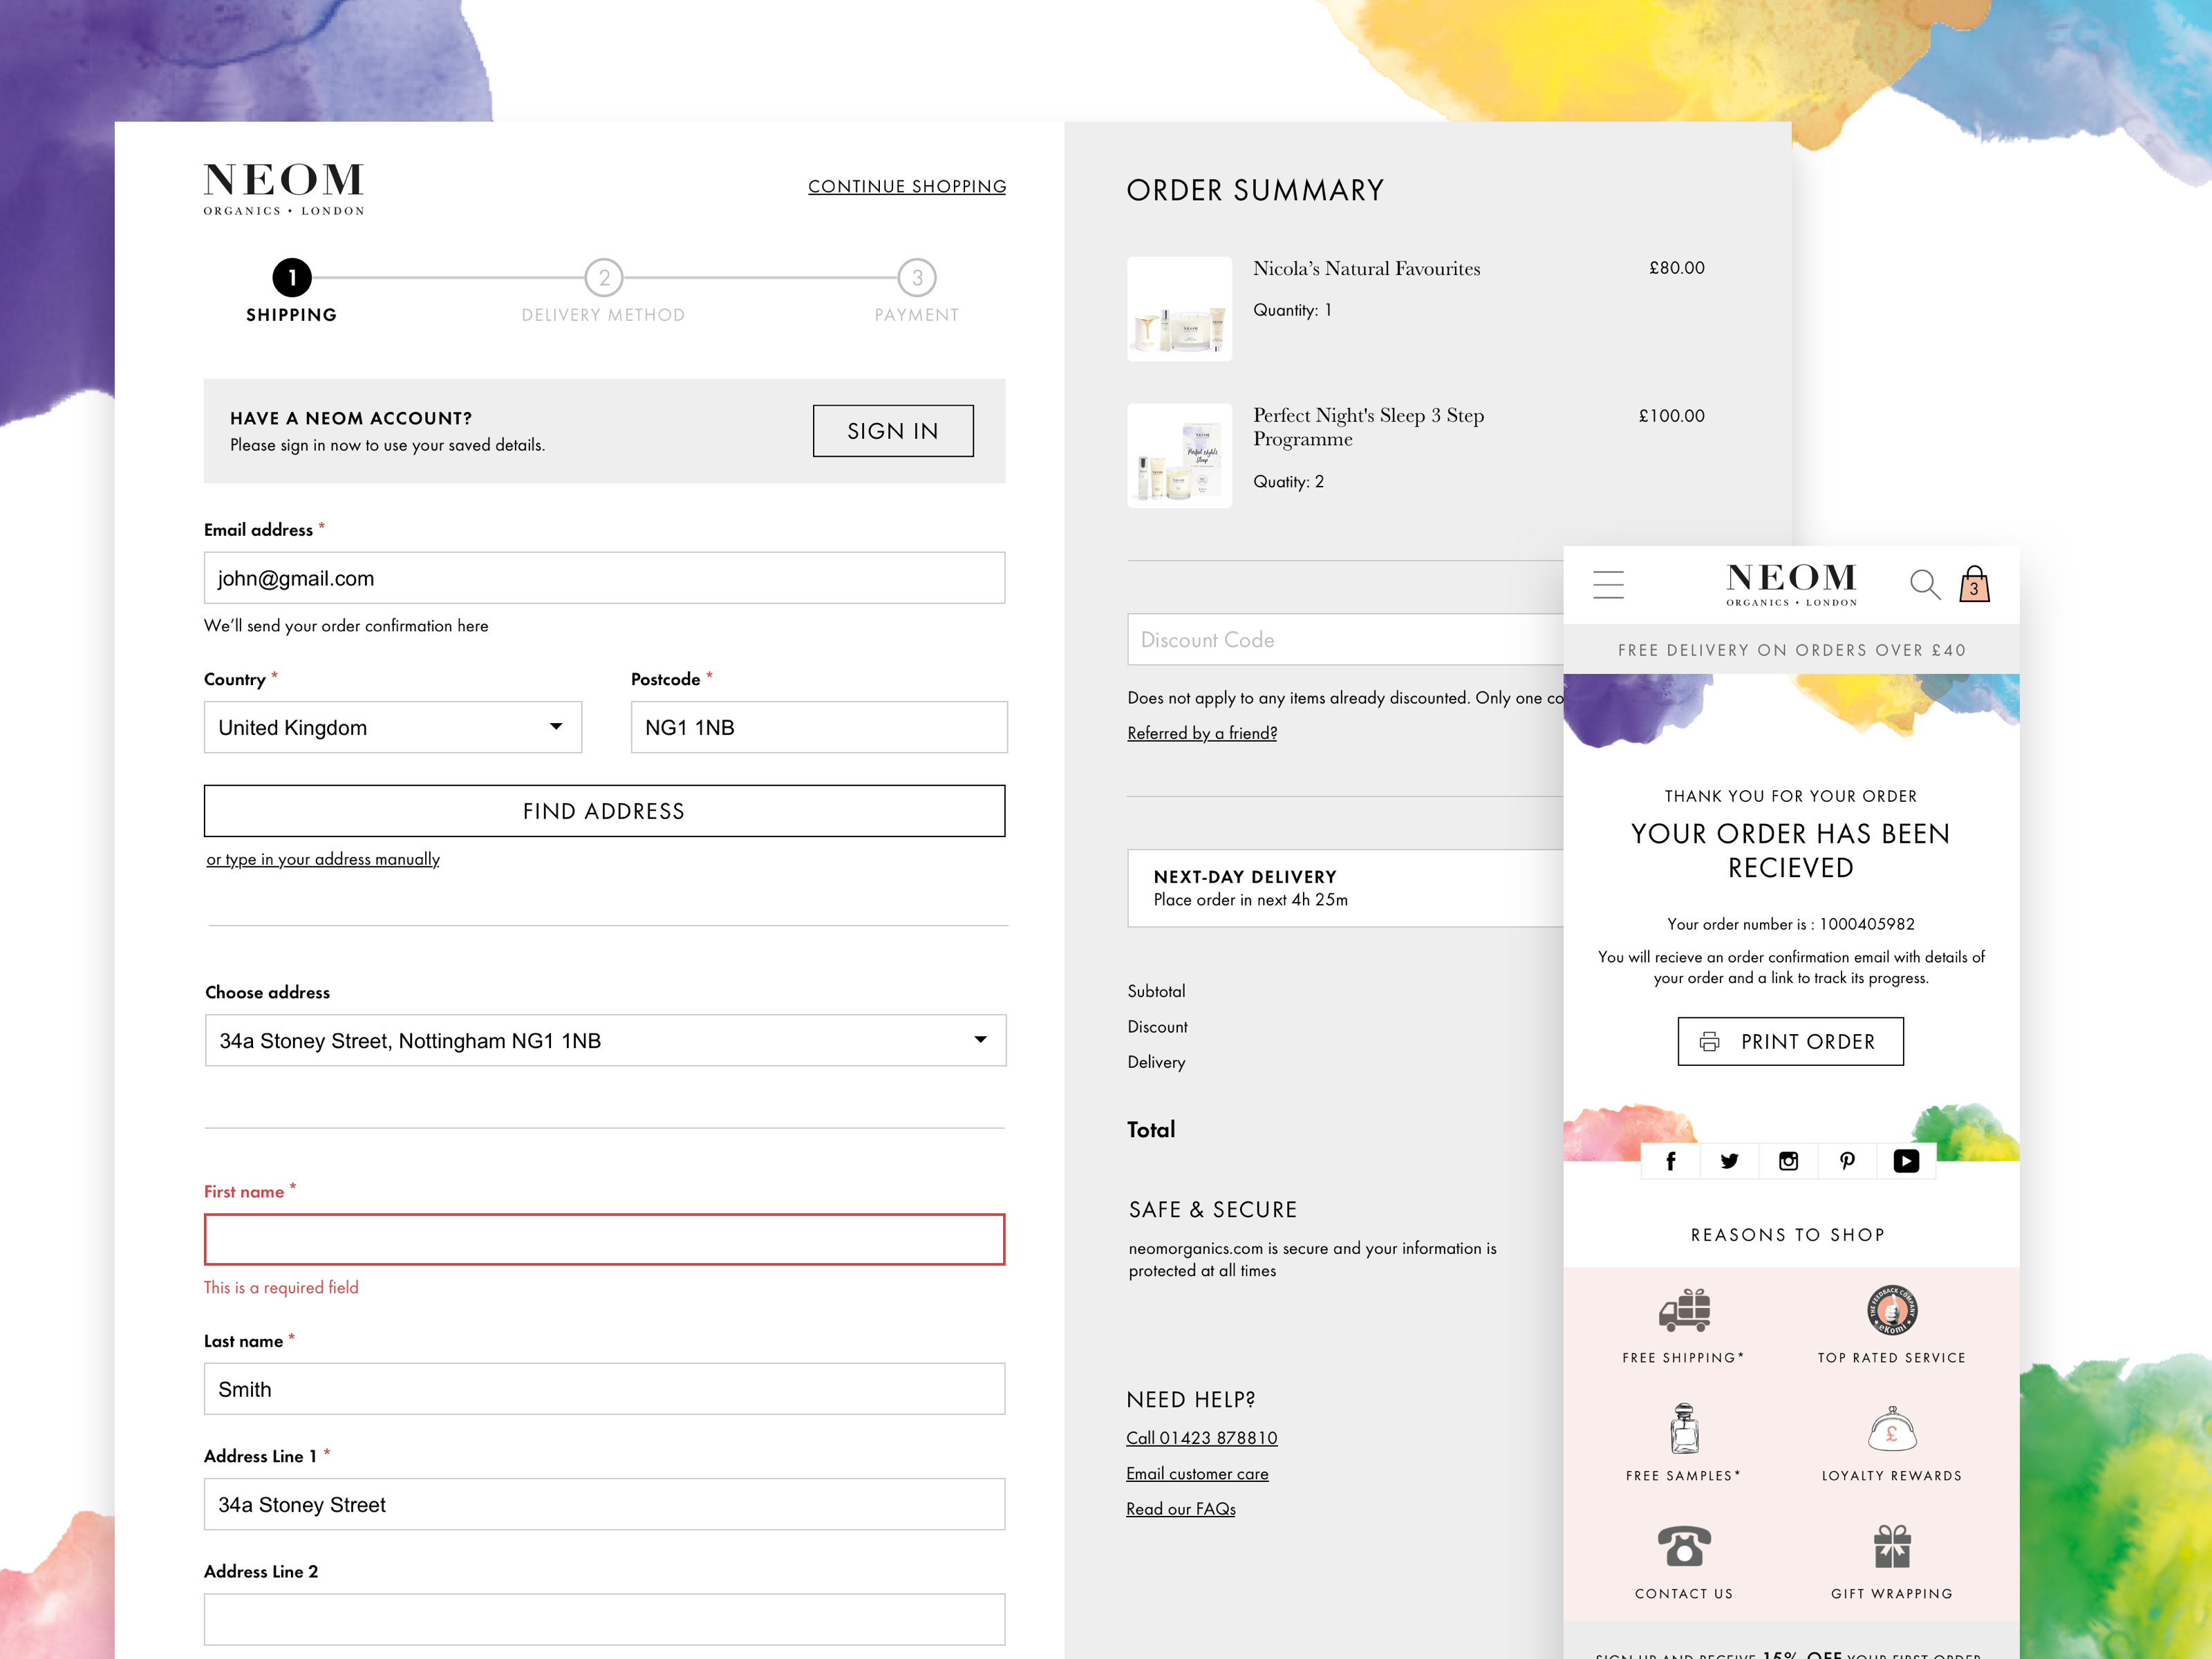 NEOM
ORGANICS • LONDON
CONTINUE SHOPPING
1
2
3
SHIPPING
DELIVERY METHOD
PAYMENT
HAVE A NEOM ACCOUNT?
Please sign in now to use your saved details.
SIGN IN
Email address *
john@gmail.com
We'll send your order confirmation here
Country *
Postcode *
United Kingdom
NG1 1NB
FIND ADDRESS
or type in your address manually
Choose address
34a Stoney Street, Nottingham NG1 1NB
First name *
This is a required field
Last name *
Smith
Address Line 1 *
34a Stoney Street
Address Line 2
ORDER SUMMARY
Nicola's Natural Favourites
£80.00
Quantity: 1
NEOM
Perfect Night's Sleep 3 Step
£100.00
Programme
Quatity: 2
NEOM
Perfect Night's
Sleep
NEOM
Discount Code
Does not apply to any items already discountted. Only one co
Referred by a friend?
NEXT-DAY DELIVERY
Place order in next 4h 25m
Subtotal
Discount
Delivery
Total
SAFE & SECURE
neomorganics.com is secure and your information is
protected at all times
NEED HELP?
Call 01423 878810
Email customer care
Read our FAQs
NEOM
ORGANICS • LONDON
3
FREE DELIVERY ON ORDERS OVER £40
THANK YOU FOR YOUR ORDER
YOUR ORDER HAS BEEN
RECIEVED
Your order number is : 1000405982
You will recieve an order confirmation email with details of
your order and a link to track its progress.
PRINT ORDER
REASONS TO SHOP
THE FEEDBACK COMPANY
eKomi
FREE SHIPPING*
TOP RATED SERVICE
£
FREE SAMPLES*
LOYALTY REWARDS
CONTACT US
GIFT WRAPPING
SIGN UP AND RECEIVE 15% OFF YOUR FIRST ORDER